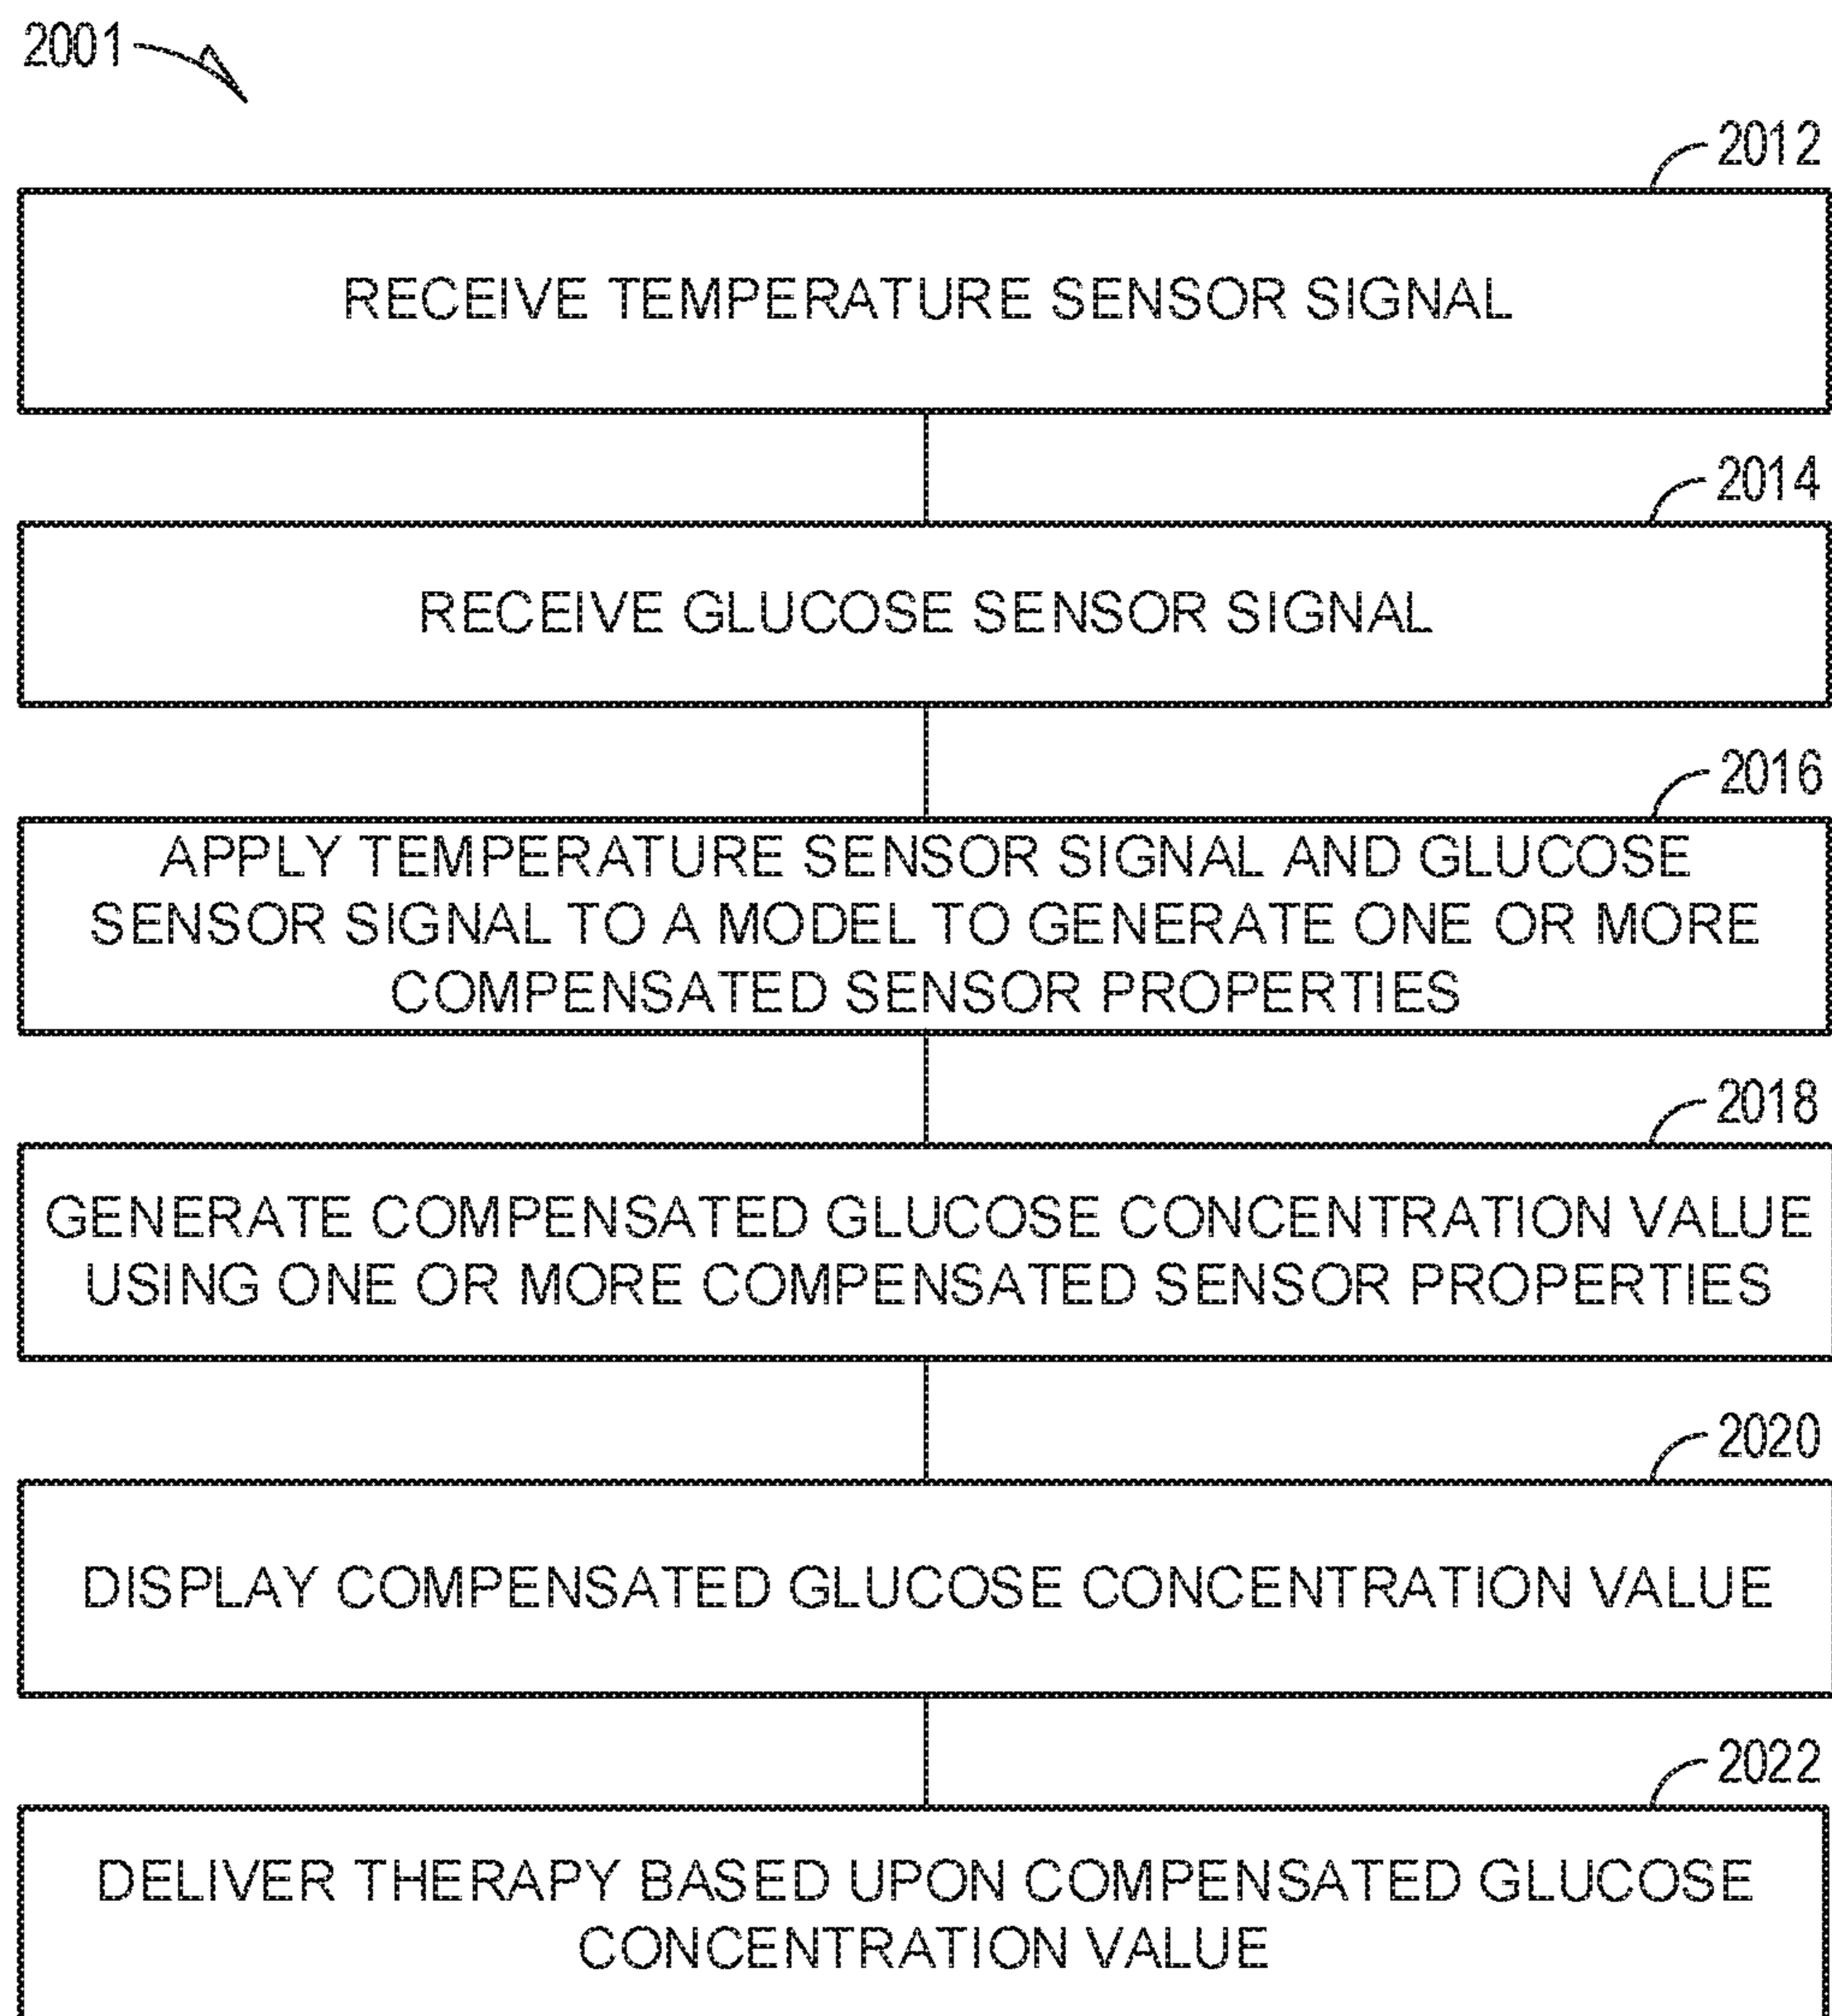 2001
2012
RECEIVE TEMPERATURE SENSOR SIGNAL
2014
RECEIVE GLUCOSE SENSOR SIGNAL
2016
APPLY TEMPERATURE SENSOR SIGNAL AND GLUCOSE
SENSOR SIGNAL TO A MODEL TO GENERATE ONE OR MORE
COMPENSATED SENSOR PROPERTIES
2018
GENERATE COMPENSATED GLUCOSE CONCENTRATION VALUE
USING ONE OR MORE COMPENSATED SENSOR PROPERTIES
2020
DISPLAY COMPENSATED GLUCOSE CONCENTRATION VALUE
2022
DELIVER THERAPY BASED UPON COMPENSATED GLUCOSE
CONCENTRATION VALUE